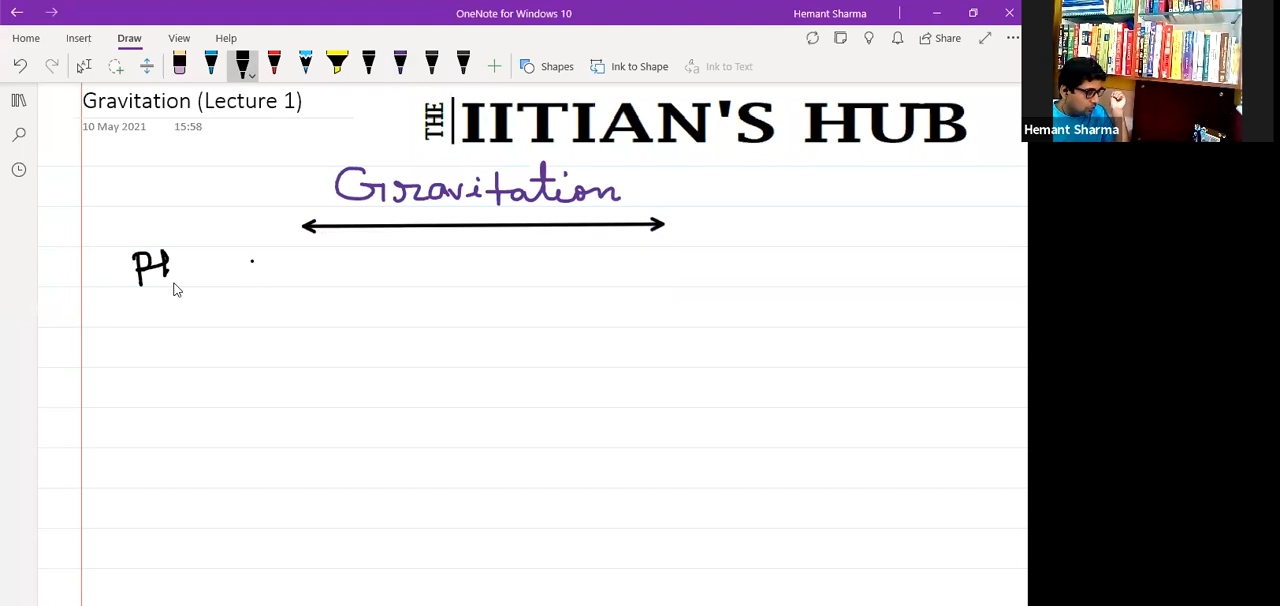 OneNote for Windows 10
Hemant Sharma
Home Insert Draw View Help
Share
Shapes Ink to Shape Ink to Text
Gravitation (Lecture 1)
10 May 2021 15:58
THE IITIAN'S HUB
Gravitation
Hemant Sharma